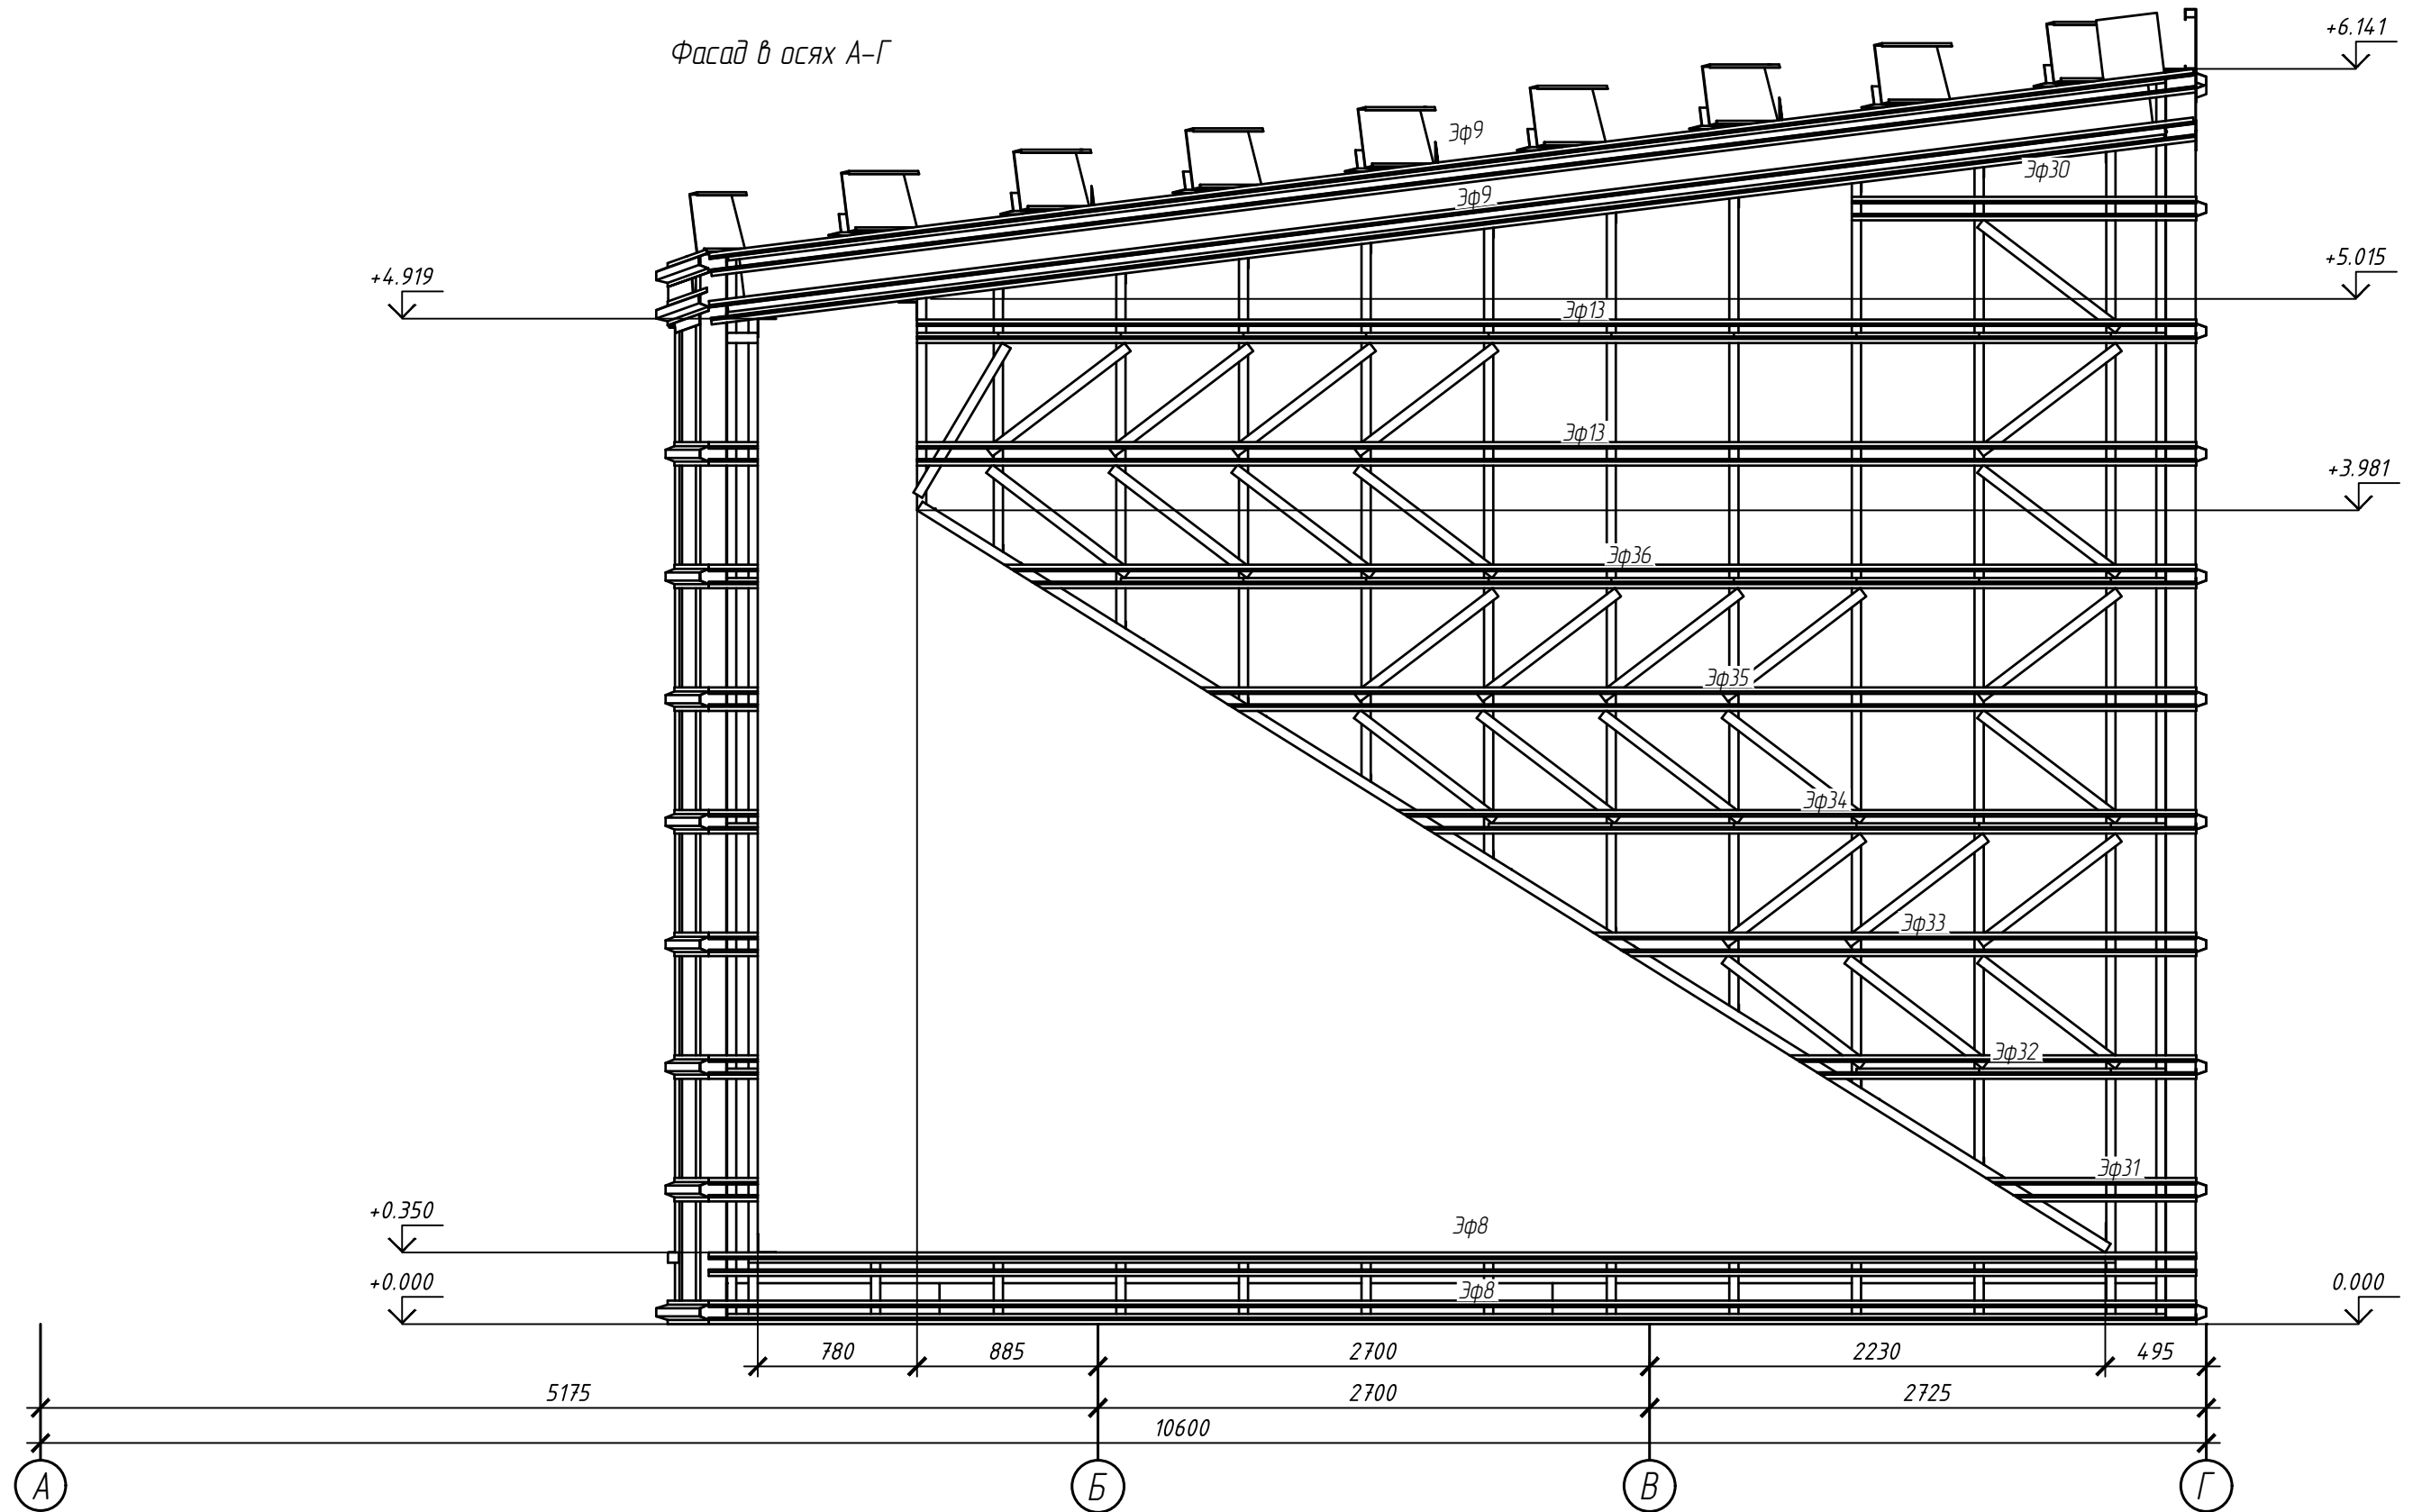 +6.141
Фасад в осях А-Г
Эф9
Эф30
Эф9
+5.015
+4.919
Эф13
Эф13
+3.981
Эф36
Эф35
Эф34
Эф33
Эф32
Эф31
+0.350
Эф8
+0.000
Эф8
0.000
780
885
2700
2230
495
5175
2700
2725
10600
А
Б
В
Г